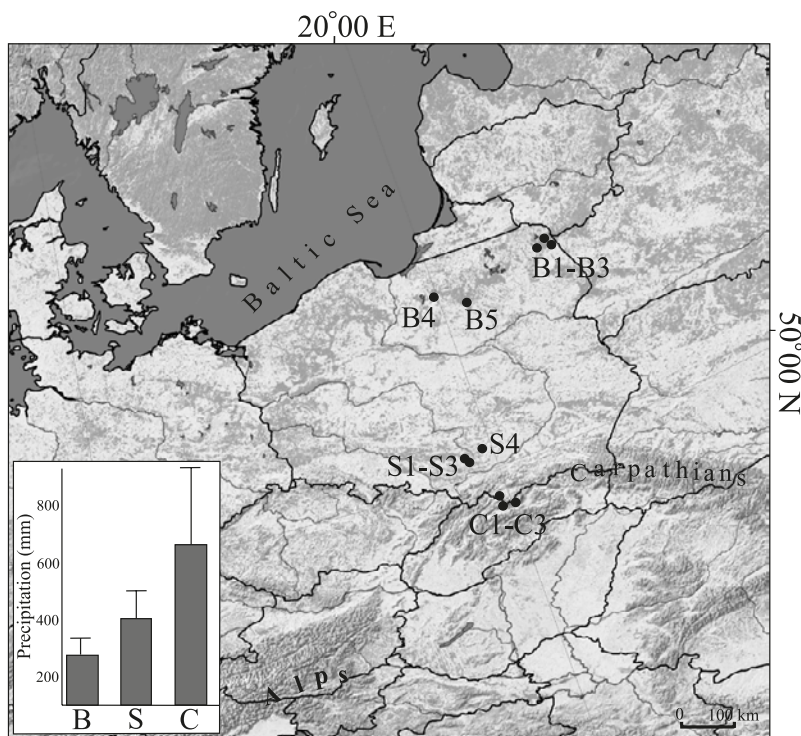 20°00 E
Baltic Sea
B1-B3
B4
B5
50°00 N
S4
S1-S3
Carpathians
C1-C3
Precipitation (mm)
800
600
400
200
B S C
Alps
0 100 km